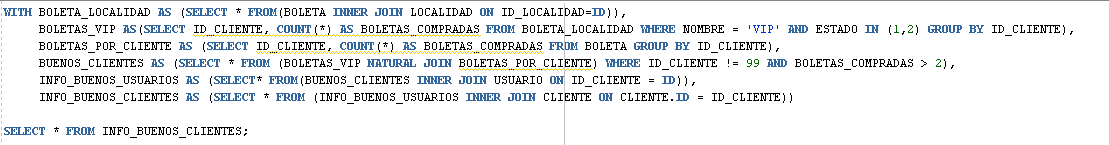 WITH BOLETA_LOCALIDAD AS (SELECT * FROM(BOLETA INNER JOIN LOCALIDAD ON ID_LOCALIDAD=ID)),
BOLETAS_VIP AS(SELECT ID_CLIENTE, COUNT(*) AS BOLETAS_COMPRADAS FROM BOLETA_LOCALIDAD WHERE NOMBRE = 'VIP' AND ESTADO IN (1,2) GROUP BY ID_CLIENTE),
BOLETAS_POR_CLIENTE AS (SELECT ID_CLIENTE, COUNT(*) AS BOLETAS_COMPRADAS FROM BOLETA GROUP BY ID_CLIENTE),
BUENOS_CLIENTES AS (SELECT * FROM (BOLETAS_VIP NATURAL JOIN BOLETAS_POR_CLIENTE) WHERE ID_CLIENTE != 99 AND BOLETAS_COMPRADAS > 2),
INFO_BUENOS_USUARIOS AS (SELECT* FROM(BUENOS_CLIENTES INNER JOIN USUARIO ON ID_CLIENTE = ID)),
INFO_BUENOS_CLIENTES AS (SELECT * FROM (INFO_BUENOS_USUARIOS INNER JOIN CLIENTE ON CLIENTE.ID = ID_CLIENTE))
SELECT * FROM INFO_BUENOS_CLIENTES;